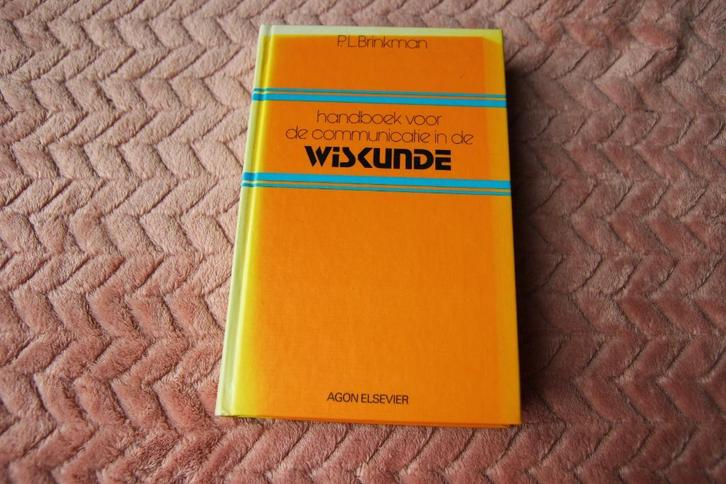 P.L.Brinkman
handboek voor
de communicatie in de
WiSKUNDE
AGON ELSEVIER